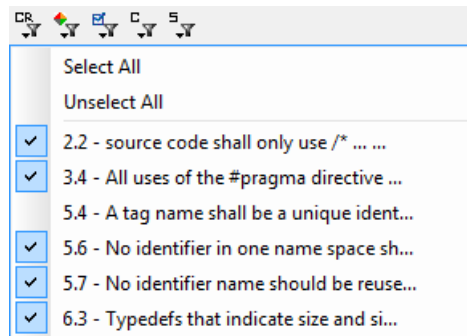 CR C S
Select All
Unselect All
2.2 - source code shall only use /* ... ...
3.4 - All uses of the #pragma directive ...
5.4 - A tag name shall be a unique ident...
5.6 - No identifier in one name space sh...
5.7 - No identifier name should be reuse...
6.3 - Typedefs that indicate size and si...